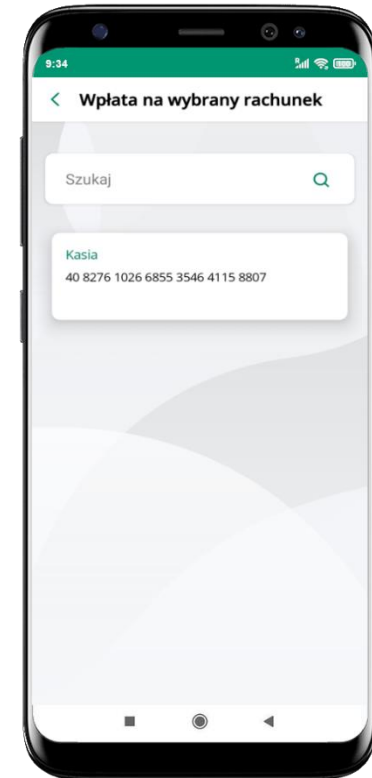 9:34
Wpłata na wybrany rachunek
Szukaj
Kasia
40 8276 1026 6855 3546 4115 8807